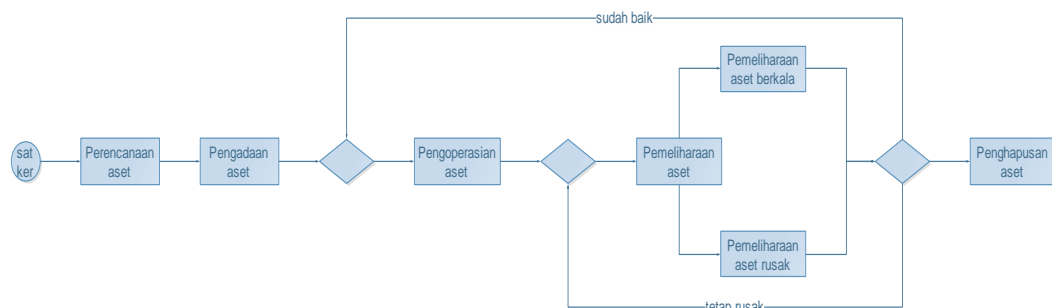 sudah baik
Pemeliharaan
aset berkala
sat
ker
Perencanaan
aset
Pengadaan
aset
Pengoperasian
aset
Pemeliharaan
aset
Penghapusan
aset
Pemeliharaan
aset rusak
tetap rusak